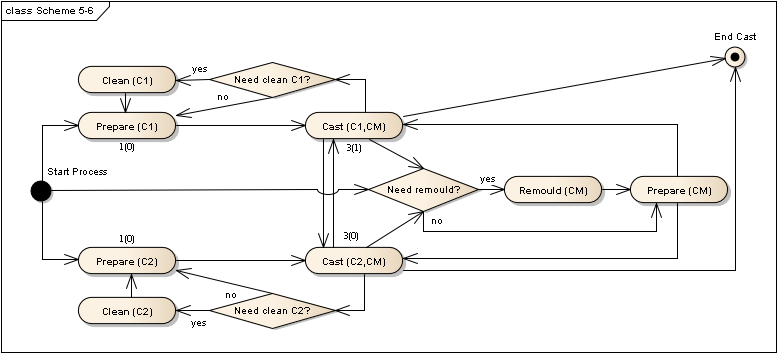 class Scheme 5-6
End Cast
Clean (C1)
yes
Need clean C1?
no
Prepare (C1)
Cast (C1,CM)
1(0)
3(1)
Start Process
Need remould?
yes
Remould (CM)
Prepare (CM)
no
1(0)
3(0)
Prepare (C2)
Cast (C2,CM)
no
Clean (C2)
yes
Need clean C2?